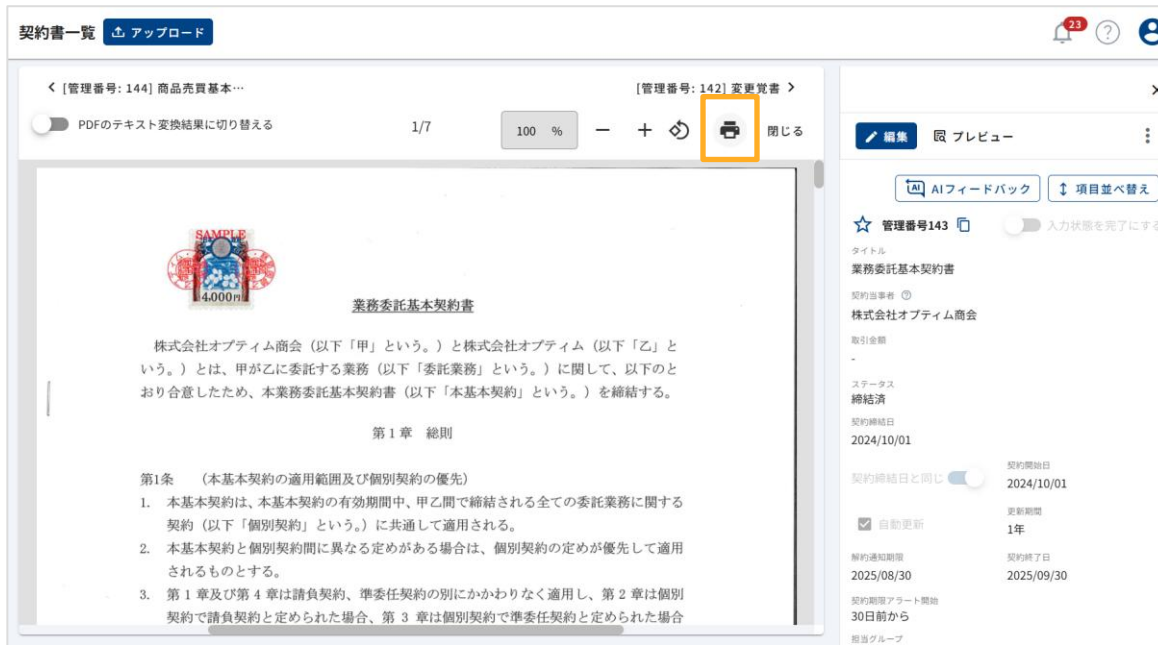 契約書一覧 アップロード
23
[管理番号: 144] 商品売買基本…
[管理番号: 142] 変更覚書
PDFのテキスト変換結果に切り替える
1/7
100 %
閉じる
SAMPLE
4,000円
業務委託基本契約書
株式会社オプティム商会（以下「甲」という。）と株式会社オプティム（以下「乙」と
いう。）とは、甲が乙に委託する業務（以下「委託業務」という。）に関して、以下のと
おり合意したため、本業務委託基本契約書（以下「本基本契約」という。）を締結する。
第1章 総則
第1条 （本基本契約の適用範囲及び個別契約の優先）
1. 本基本契約は、本基本契約の有効期間中、甲乙間で締結される全ての委託業務に関する
契約（以下「個別契約」という。）に共通して適用される。
2. 本基本契約と個別契約間に異なる定めがある場合は、個別契約の定めが優先して適用
されるものとする。
3. 第 1 章及び第 4 章は請負契約、準委任契約の別にかかわりなく適用し、第 2 章は個別
契約で請負契約と定められた場合、第 3 章は個別契約で準委任契約と定められた場合
編集 プレビュー
AIフィードバック 項目並べ替え
管理番号143 入力状態を完了にする
タイトル
業務委託基本契約書
契約当事者
株式会社オプティム商会
取引金額
-
ステータス
締結済
契約締結日
2024/10/01
契約締結日と同じ
契約開始日
2024/10/01
自動更新
更新期間
1年
解約通知期限
2025/08/30
契約終了日
2025/09/30
契約期限アラート開始
30日前から
担当グループ